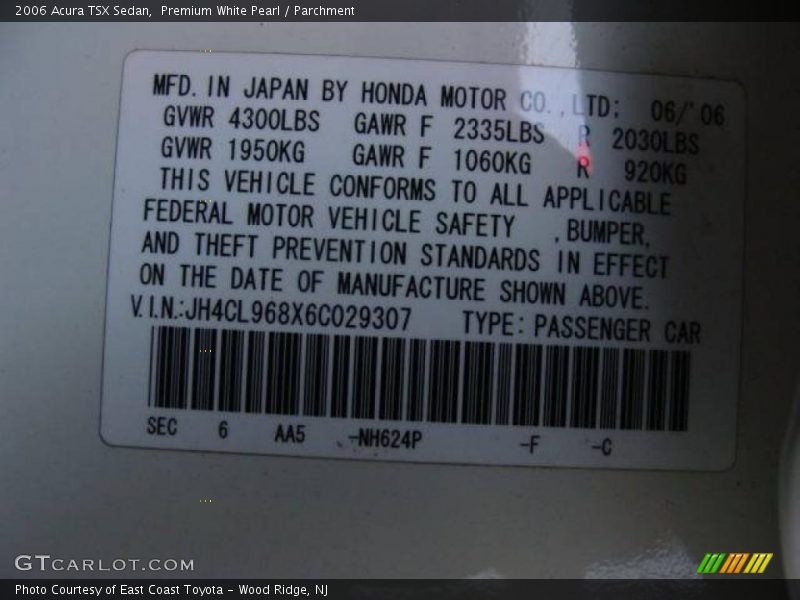 2006 Acura TSX Sedan,  Premium White Pearl / Parchment
MFD. IN JAPAN BY HONDA MOTOR CO.,LTD: 06/'06
GVWR 4300LBS GAWR F 2335LBS R 2030LBS
GVWR 1950KG GAWR F 1060KG R 920KG
THIS VEHICLE CONFORMS TO ALL APPLICABLE
FEDERAL MOTOR VEHICLE SAFETY ,BUMPER,
AND THEFT PREVENTION STANDARDS IN EFFECT
ON THE DATE OF MANUFACTURE SHOWN ABOVE.
V.I.N.:JH4CL968X6C029307 TYPE: PASSENGER CAR
SEC 6 AA5 -NH624P -F -C
GTCARLOT.COM
Photo Courtesy of East Coast Toyota - Wood Ridge, NJ